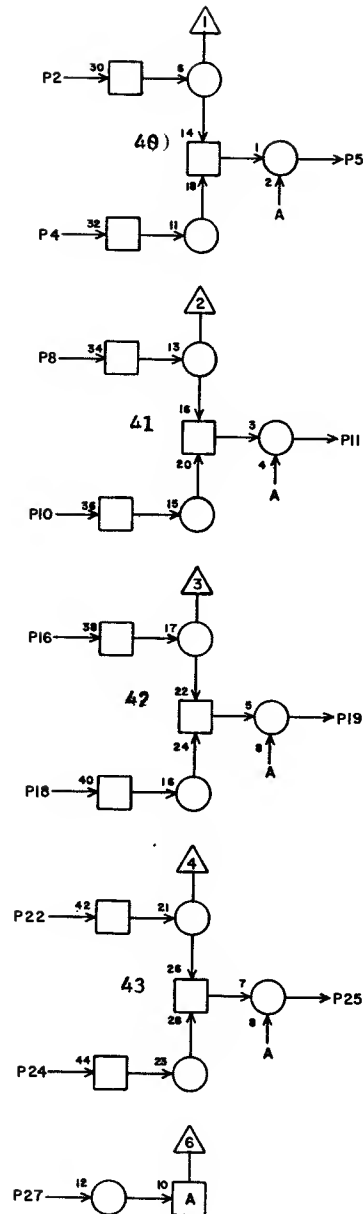 1
P2 30 6
40) 14 1 P5
18 2
A
P4 32 11
2
P8 34 13
41 16 3 P11
20 4
A
P10 36 15
3
P16 38 17
42 22 5 P19
24 8
A
P18 40 18
4
P22 42 21
43 26 7 P25
28 8
A
P24 44 23
6
P27 12 10 A